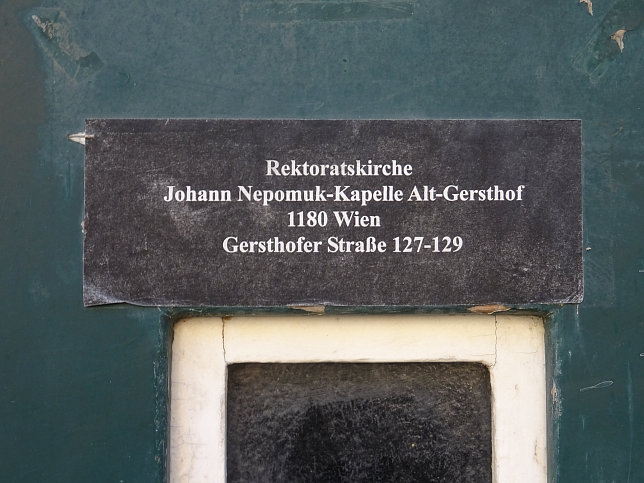 Rektoratskirche
Johann Nepomuk-Kapelle Alt-Gersthof
1180 Wien
Gersthofer Straße 127-129